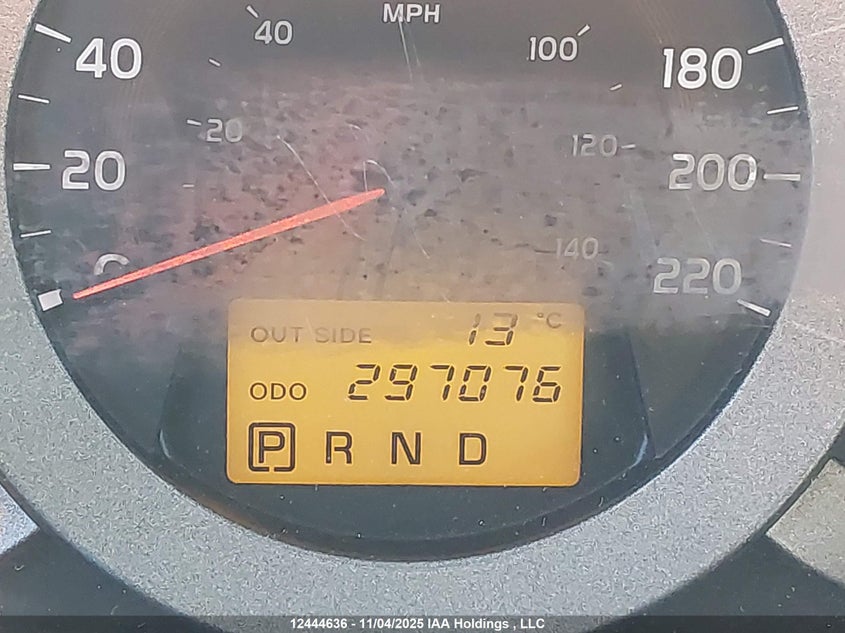 MPH
40 40 100 180
20 20 120 200
0 140 220
OUT SIDE 13 °C
ODO 297076
P R N D
12444636 - 11/04/2025 IAA Holdings , LLC